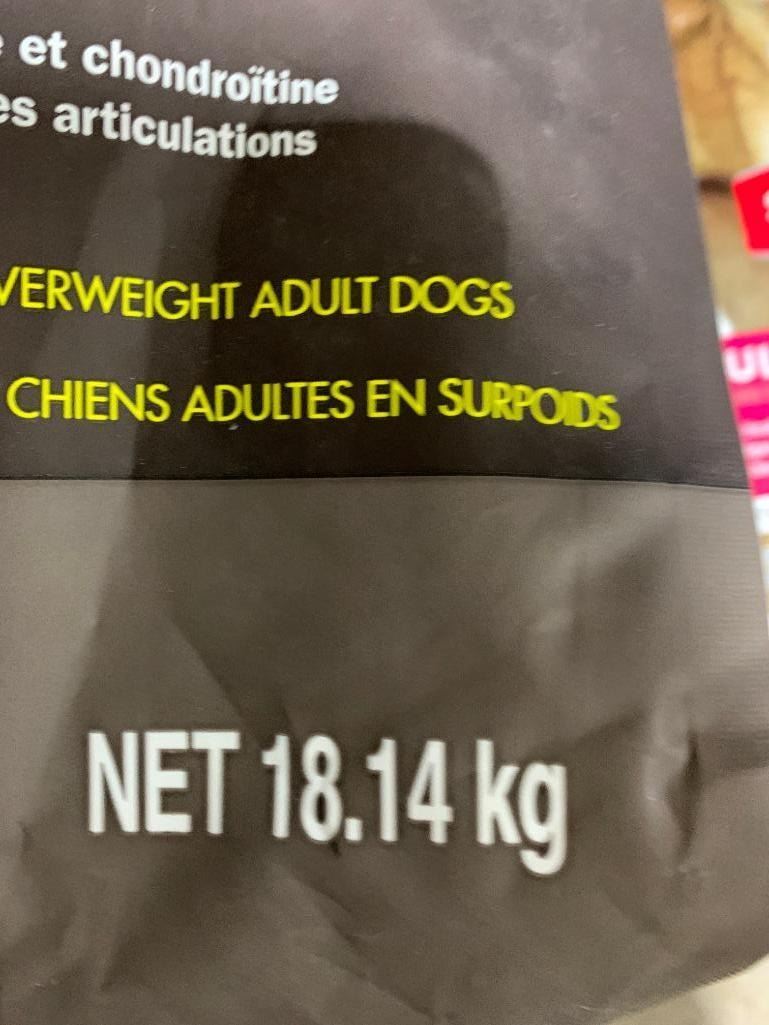 et chondroïtine
es articulations
VERWEIGHT ADULT DOGS
CHIENS ADULTES EN SURPOIDS
NET 18.14 kg